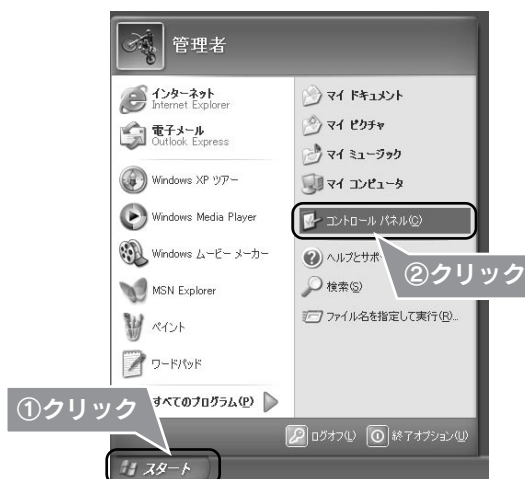 管理者
インターネット
Internet Explorer
電子メール
Outlook Express
Windows XP ツアー
Windows Media Player
Windows ムービー メーカー
MSN Explorer
ペイント
ワードパッド
すべてのプログラム(P)
マイ ドキュメント
マイ ピクチャ
マイ ミュージック
マイ コンピュータ
コントロール パネル(C)
ヘルプとサポ
②クリック
検索(S)
ファイル名を指定して実行(R)...
①クリック
ログオフ(L)
終了オプション(U)
スタート